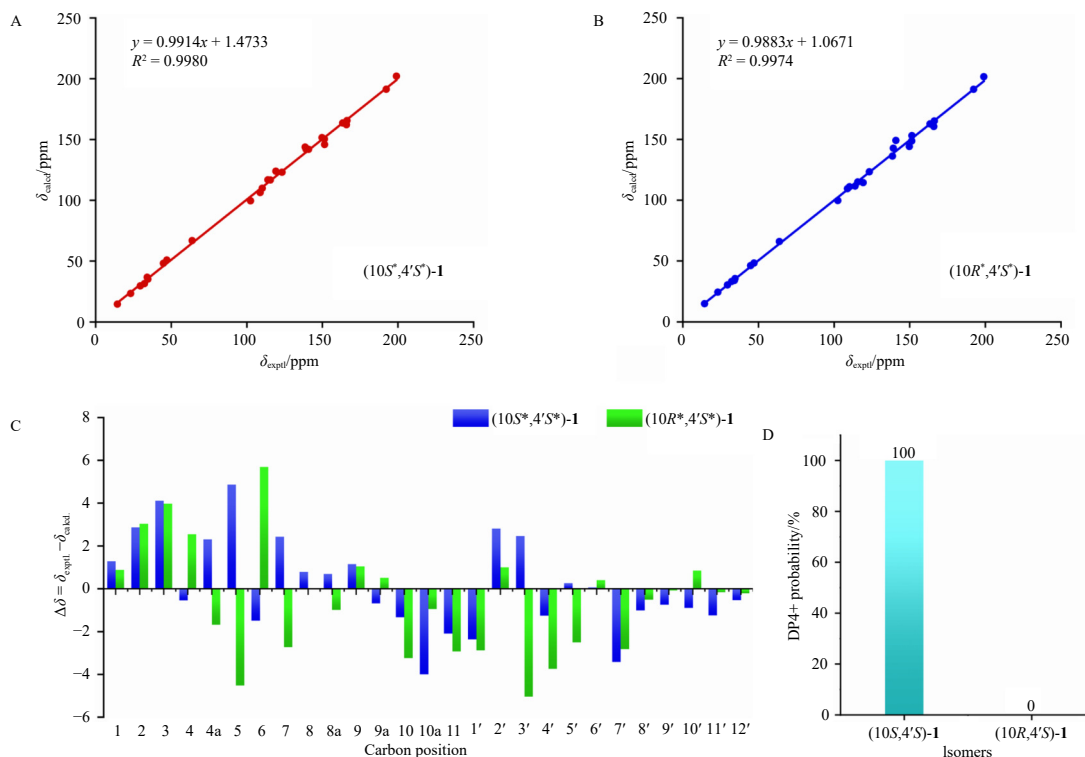 A
y = 0.9914x + 1.4733
R² = 0.9980
250
200
150
100
50
0
δcalcd/ppm
(10S*,4′S*)-1
0 50 100 150 200 250
δexptl/ppm
B
y = 0.9883x + 1.0671
R² = 0.9974
250
200
150
100
50
0
δcalcd/ppm
(10R*,4′S*)-1
0 50 100 150 200 250
δexptl/ppm
C
(10S*,4′S*)-1 (10R*,4′S*)-1
8
6
4
2
0
−2
−4
−6
Δδ = δexptl. − δcalcd.
1 2 3 4 4a 5 6 7 8 8a 9 9a 10 10a 11 1′ 2′ 3′ 4′ 5′ 6′ 7′ 8′ 9′ 10′ 11′ 12′
Carbon position
D
100
80
60
40
20
0
DP4+ probability/%
100
0
(10S,4′S)-1 (10R,4′S)-1
Isomers